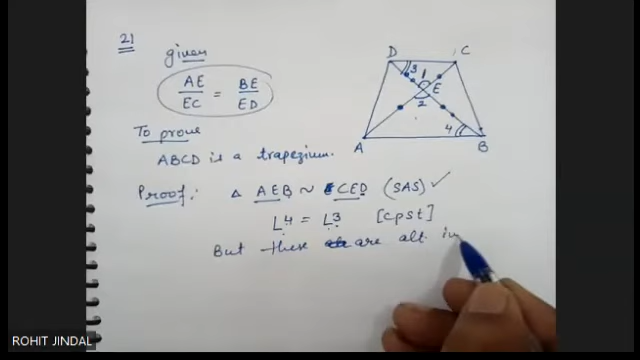 21
given
AE/EC = BE/ED
To prove
ABCD is a trapezium.
Proof: △ AEB ~ CED (SAS) ✓
∠4 = ∠3 [cpst]
But these are alt. in
D C
3 1
E
2
4
A B
ROHIT JINDAL